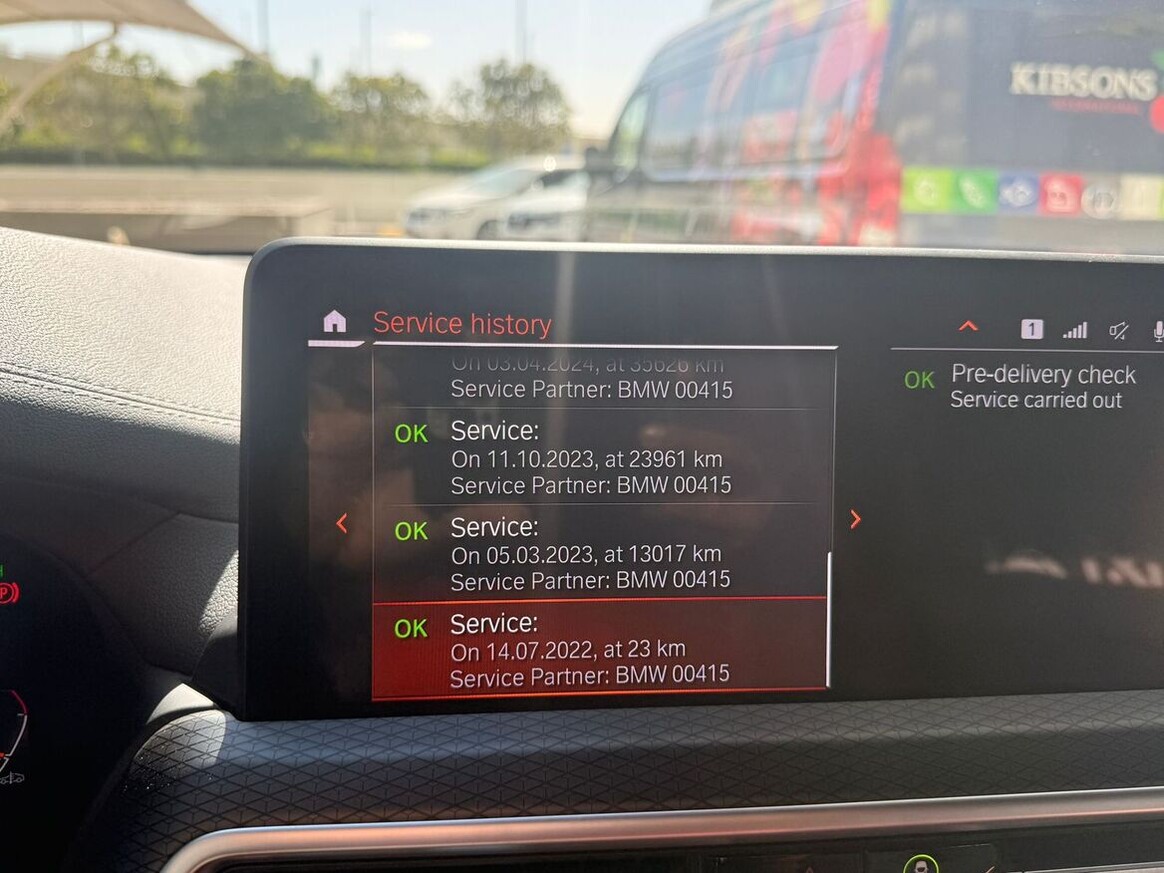 KIBSONS
INTERNATIONAL
Service history
1
On 03.04.2024, at 35626 km
Service Partner: BMW 00415
OK Service:
On 11.10.2023, at 23961 km
Service Partner: BMW 00415
OK Service:
On 05.03.2023, at 13017 km
Service Partner: BMW 00415
OK Service:
On 14.07.2022, at 23 km
Service Partner: BMW 00415
OK Pre-delivery check
Service carried out
P